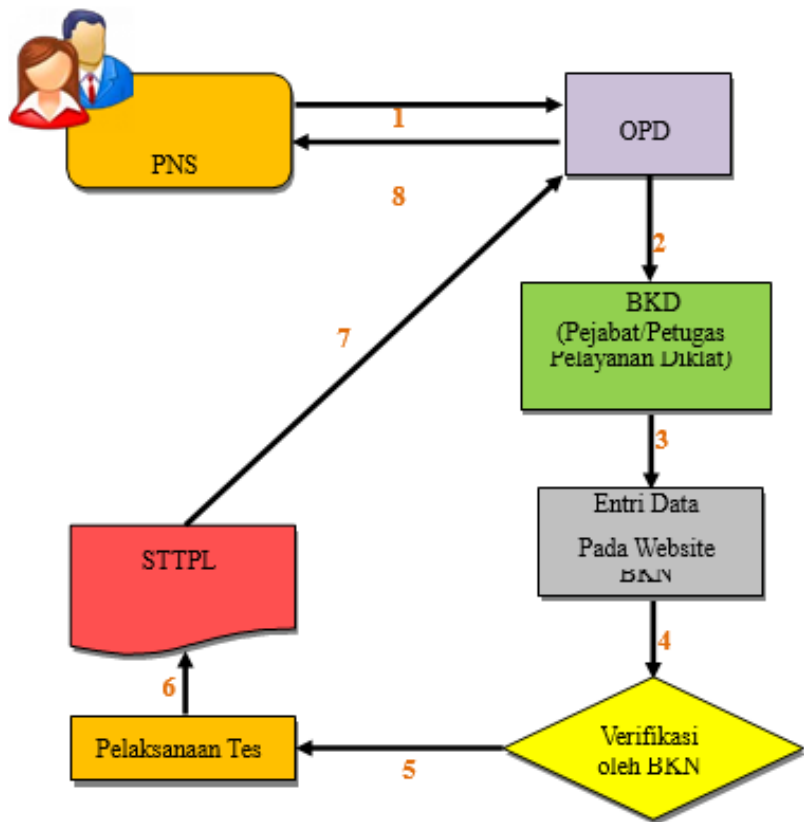 PNS
1
8
OPD
2
BKD
(Pejabat/Petugas
Pelayanan Diklat)
3
Entri Data
Pada Website
BKN
4
Verifikasi
oleh BKN
5
Pelaksanaan Tes
6
STTPL
7